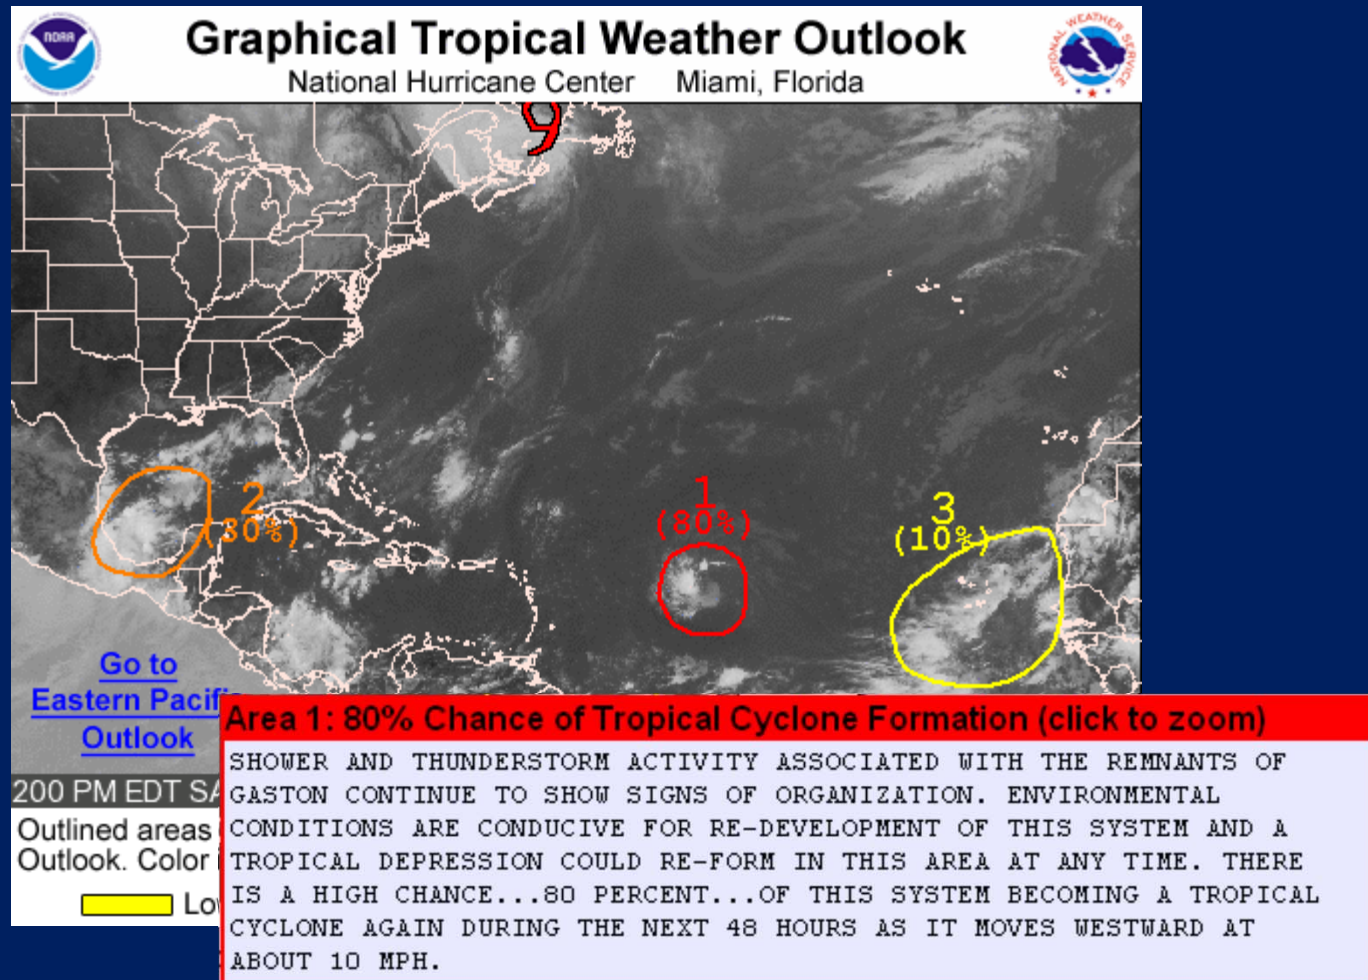 Graphical Tropical Weather Outlook
National Hurricane Center Miami, Florida
NOAA
NATIONAL WEATHER SERVICE
1
(80%)
2
(30%)
3
(10%)
Go to
Eastern Pacifi
Outlook
200 PM EDT SA
Outlined areas
Outlook. Color
Lo
Area 1: 80% Chance of Tropical Cyclone Formation (click to zoom)
SHOWER AND THUNDERSTORM ACTIVITY ASSOCIATED WITH THE REMNANTS OF
GASTON CONTINUE TO SHOW SIGNS OF ORGANIZATION. ENVIRONMENTAL
CONDITIONS ARE CONDUCIVE FOR RE-DEVELOPMENT OF THIS SYSTEM AND A
TROPICAL DEPRESSION COULD RE-FORM IN THIS AREA AT ANY TIME. THERE
IS A HIGH CHANCE...80 PERCENT...OF THIS SYSTEM BECOMING A TROPICAL
CYCLONE AGAIN DURING THE NEXT 48 HOURS AS IT MOVES WESTWARD AT
ABOUT 10 MPH.